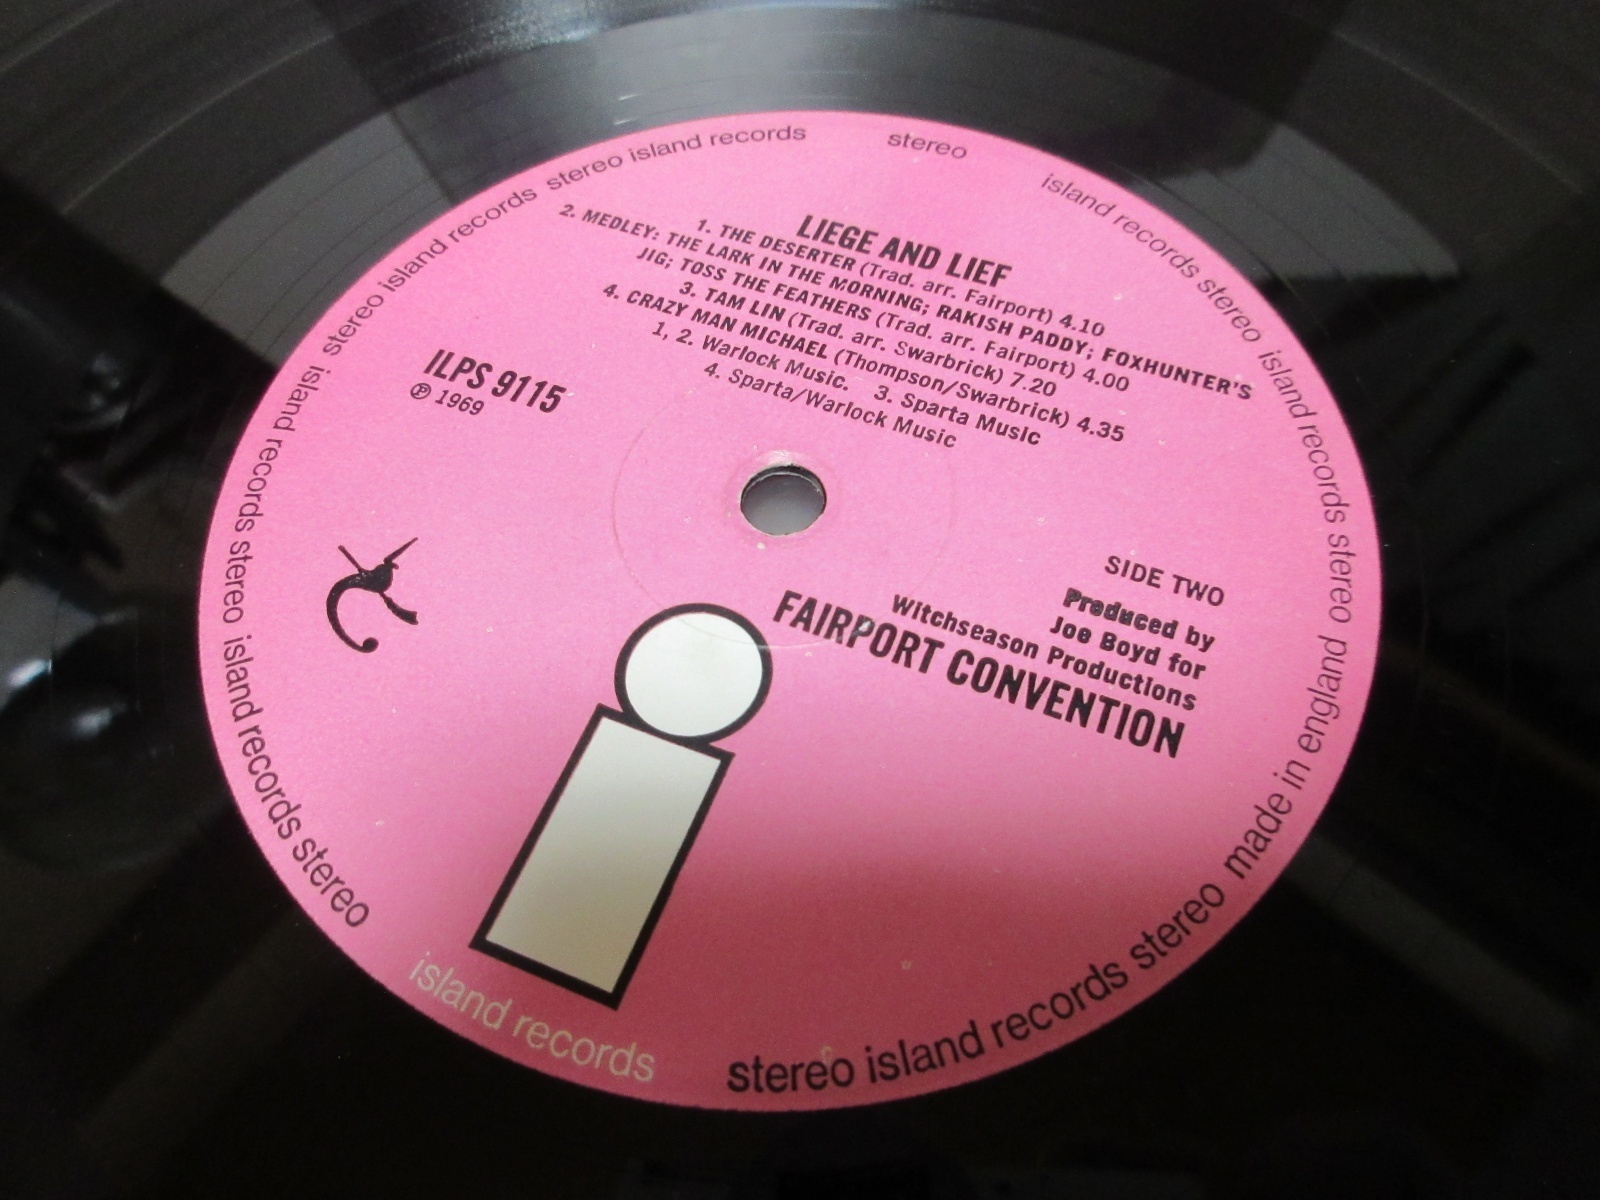 stereo island records stereo island records stereo island records stereo island records stereo
island records stereo
stereo
island records stereo island records stereo made in england
stereo island records stereo
island records
LIEGE AND LIEF
1. THE DESERTER (Trad. arr. Fairport) 4.10
2. MEDLEY: THE LARK IN THE MORNING; RAKISH PADDY; FOXHUNTER'S
JIG; TOSS THE FEATHERS (Trad. arr. Fairport) 4.00
3. TAM LIN (Trad. arr. Swarbrick) 7.20
4. CRAZY MAN MICHAEL (Thompson/Swarbrick) 4.35
1, 2. Warlock Music. 3. Sparta Music
4. Sparta/Warlock Music
ILPS 9115
℗ 1969
SIDE TWO
Produced by
Joe Boyd for
Witchseason Productions
FAIRPORT CONVENTION